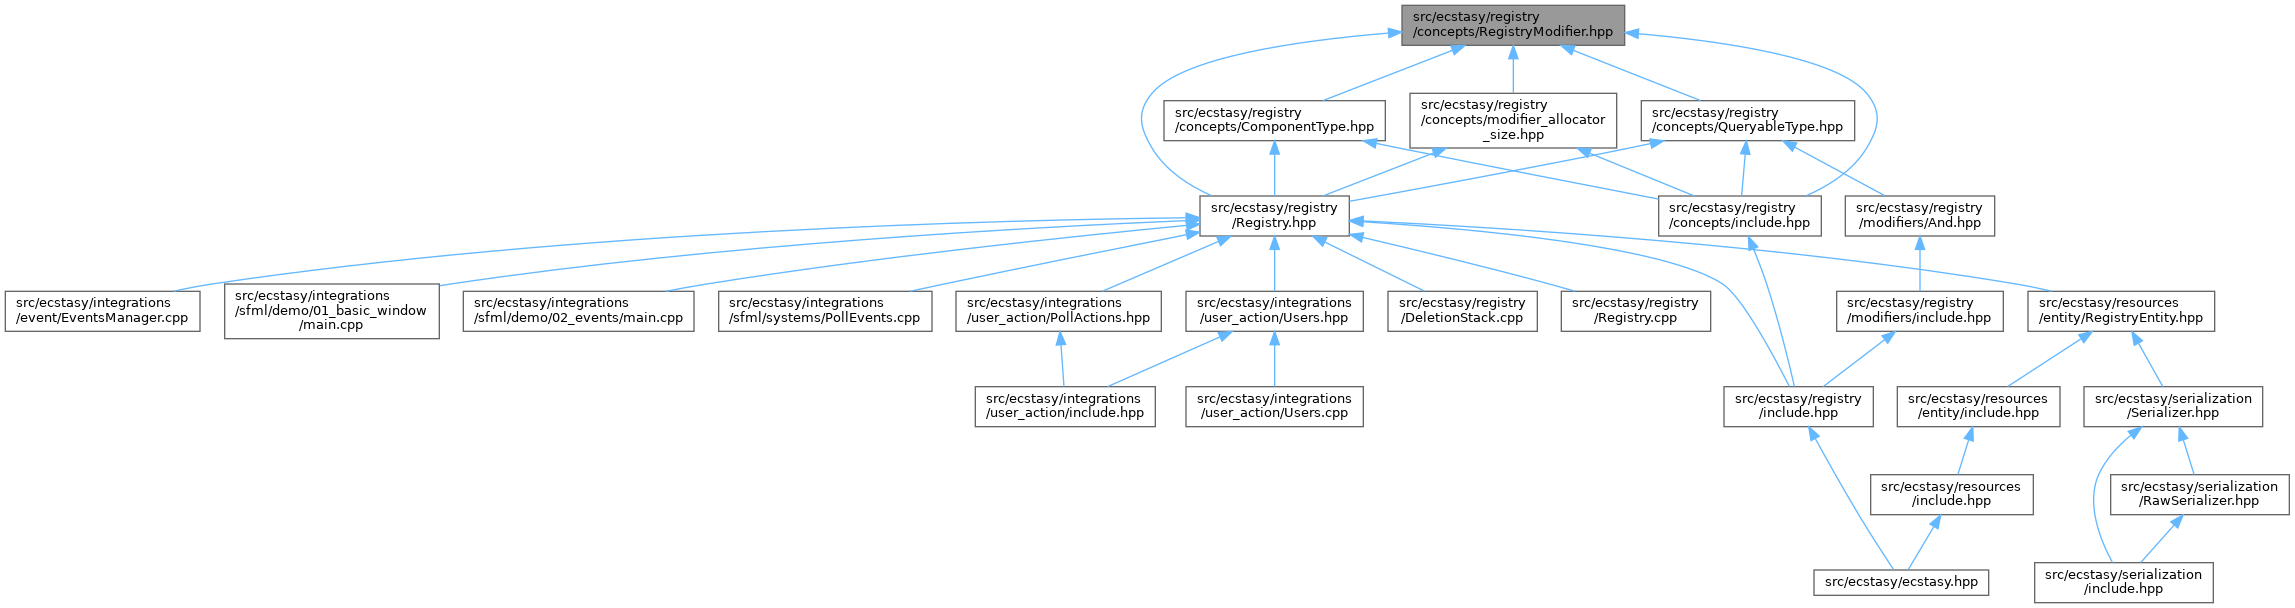 src/ecstasy/registry
/concepts/RegistryModifier.hpp
src/ecstasy/registry
/concepts/ComponentType.hpp
src/ecstasy/registry
/concepts/modifier_allocator
_size.hpp
src/ecstasy/registry
/concepts/QueryableType.hpp
src/ecstasy/registry
/Registry.hpp
src/ecstasy/registry
/concepts/include.hpp
src/ecstasy/registry
/modifiers/And.hpp
src/ecstasy/integrations
/event/EventsManager.cpp
src/ecstasy/integrations
/sfml/demo/01_basic_window
/main.cpp
src/ecstasy/integrations
/sfml/demo/02_events/main.cpp
src/ecstasy/integrations
/sfml/systems/PollEvents.cpp
src/ecstasy/integrations
/user_action/PollActions.hpp
src/ecstasy/integrations
/user_action/Users.hpp
src/ecstasy/registry
/DeletionStack.cpp
src/ecstasy/registry
/Registry.cpp
src/ecstasy/registry
/modifiers/include.hpp
src/ecstasy/resources
/entity/RegistryEntity.hpp
src/ecstasy/integrations
/user_action/include.hpp
src/ecstasy/integrations
/user_action/Users.cpp
src/ecstasy/registry
/include.hpp
src/ecstasy/resources
/entity/include.hpp
src/ecstasy/serialization
/Serializer.hpp
src/ecstasy/resources
/include.hpp
src/ecstasy/serialization
/RawSerializer.hpp
src/ecstasy/ecstasy.hpp
src/ecstasy/serialization
/include.hpp